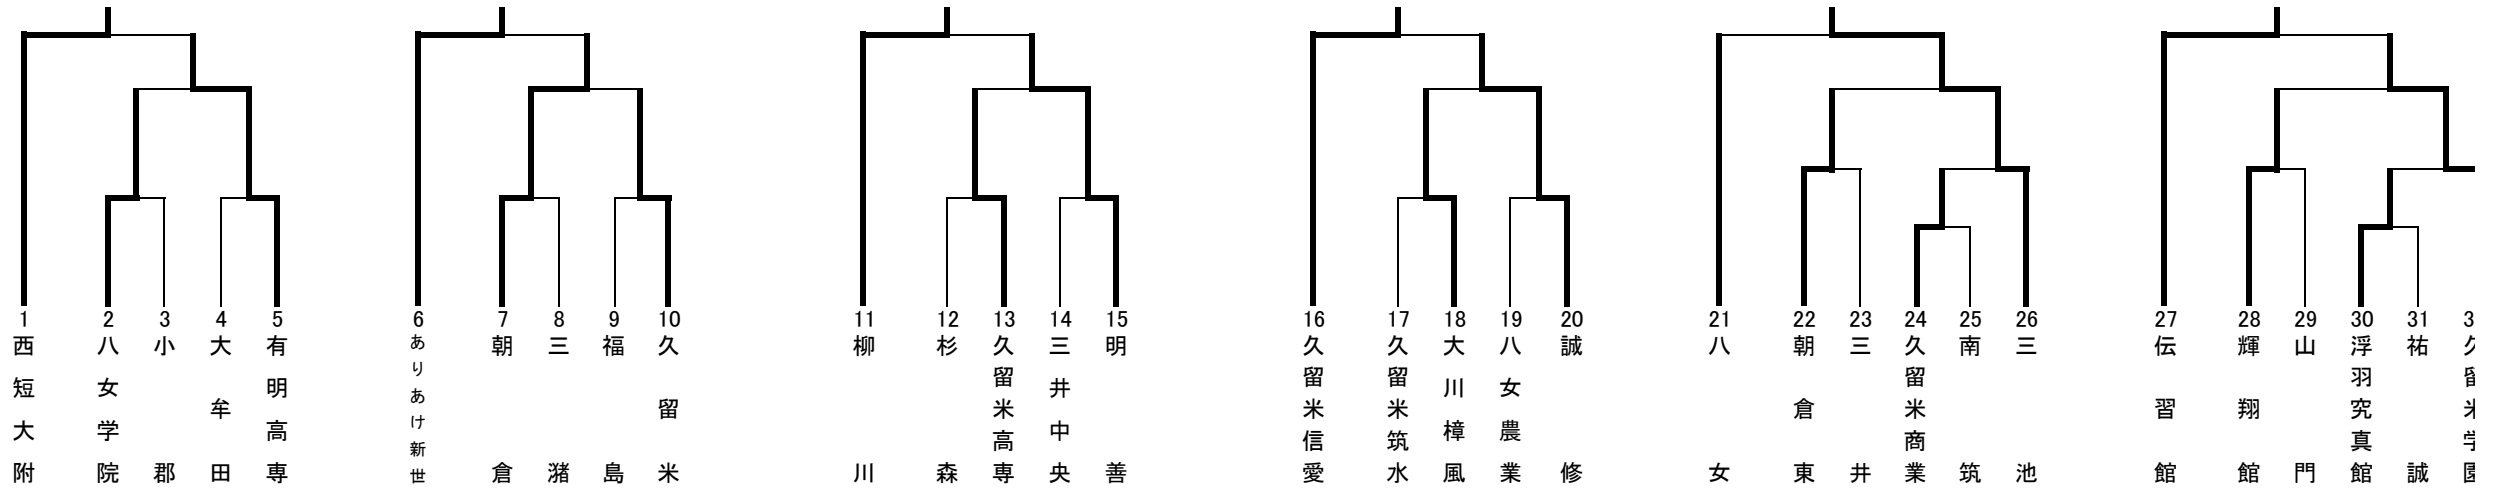 1 西短大附
2 八女学院
3 小郡
4 大牟田
5 有明高専
6 ありあけ新世
7 朝倉
8 三潴
9 福島
10 久留米
11 柳川
12 杉森
13 久留米高専
14 三井中央
15 明善
16 久留米信愛
17 久留米筑水
18 大川樟風
19 八女農業
20 誠修
21 八女
22 朝倉東
23 三井
24 久留米商業
25 南筑
26 三池
27 伝習館
28 輝翔館
29 山門
30 浮羽究真館
31 祐誠